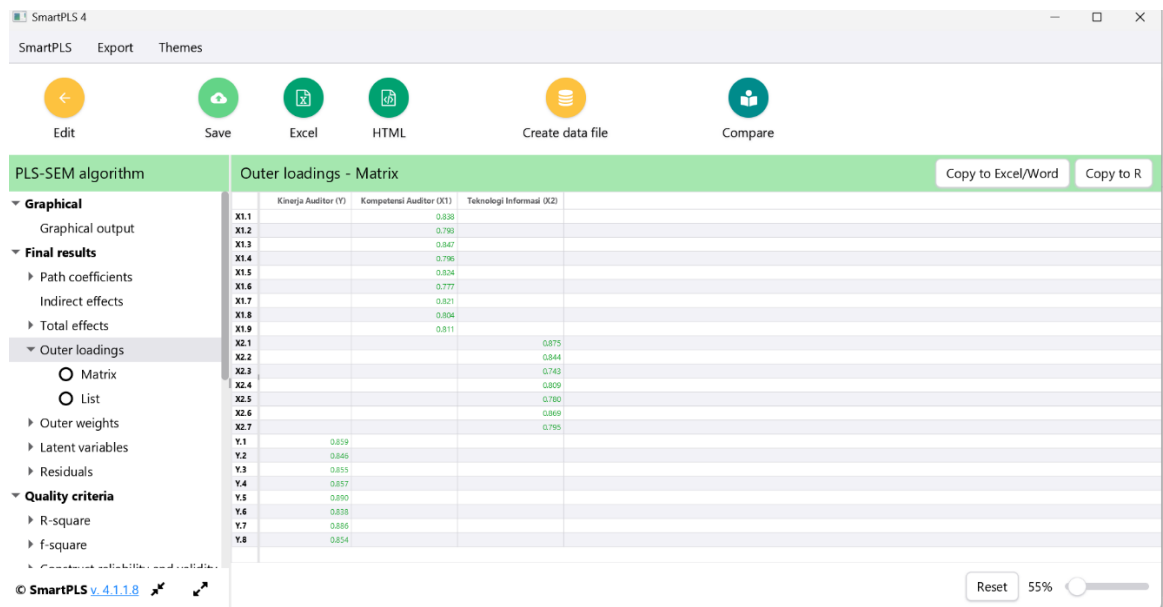 SmartPLS 4
SmartPLS Export Themes
Edit Save Excel HTML Create data file Compare
PLS-SEM algorithm
Graphical
Graphical output
Final results
Path coefficients
Indirect effects
Total effects
Outer loadings
Matrix
List
Outer weights
Latent variables
Residuals
Quality criteria
R-square
f-square
Construct reliability and validity
© SmartPLS v. 4.1.1.8
Outer loadings - Matrix Copy to Excel/Word Copy to R
Kinerja Auditor (Y) Kompetensi Auditor (X1) Teknologi Informasi (X2)
X1.1 0.838
X1.2 0.793
X1.3 0.847
X1.4 0.796
X1.5 0.824
X1.6 0.777
X1.7 0.821
X1.8 0.804
X1.9 0.811
X2.1 0.875
X2.2 0.844
X2.3 0.743
X2.4 0.809
X2.5 0.780
X2.6 0.869
X2.7 0.795
Y.1 0.859
Y.2 0.846
Y.3 0.855
Y.4 0.857
Y.5 0.890
Y.6 0.838
Y.7 0.886
Y.8 0.854
Reset 55%